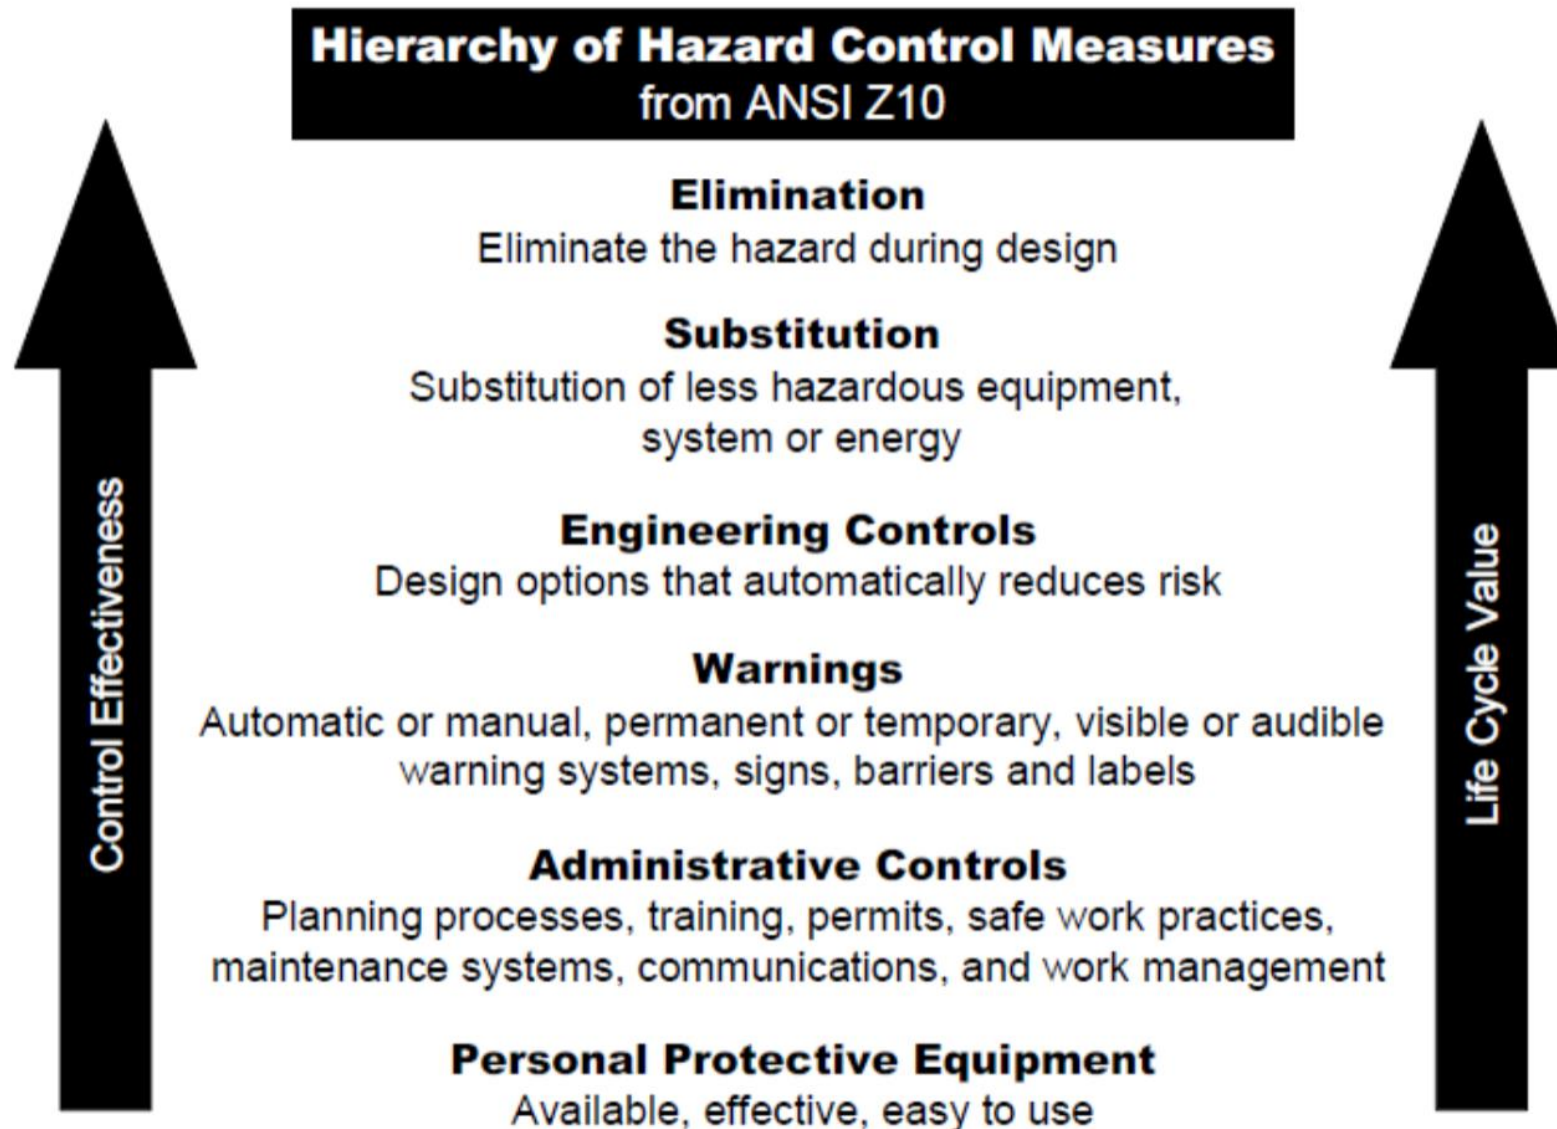 Hierarchy of Hazard Control Measures
from ANSI Z10
Elimination
Eliminate the hazard during design
Substitution
Substitution of less hazardous equipment,
system or energy
Engineering Controls
Design options that automatically reduces risk
Warnings
Automatic or manual, permanent or temporary, visible or audible
warning systems, signs, barriers and labels
Administrative Controls
Planning processes, training, permits, safe work practices,
maintenance systems, communications, and work management
Personal Protective Equipment
Available, effective, easy to use
Control Effectiveness
Life Cycle Value